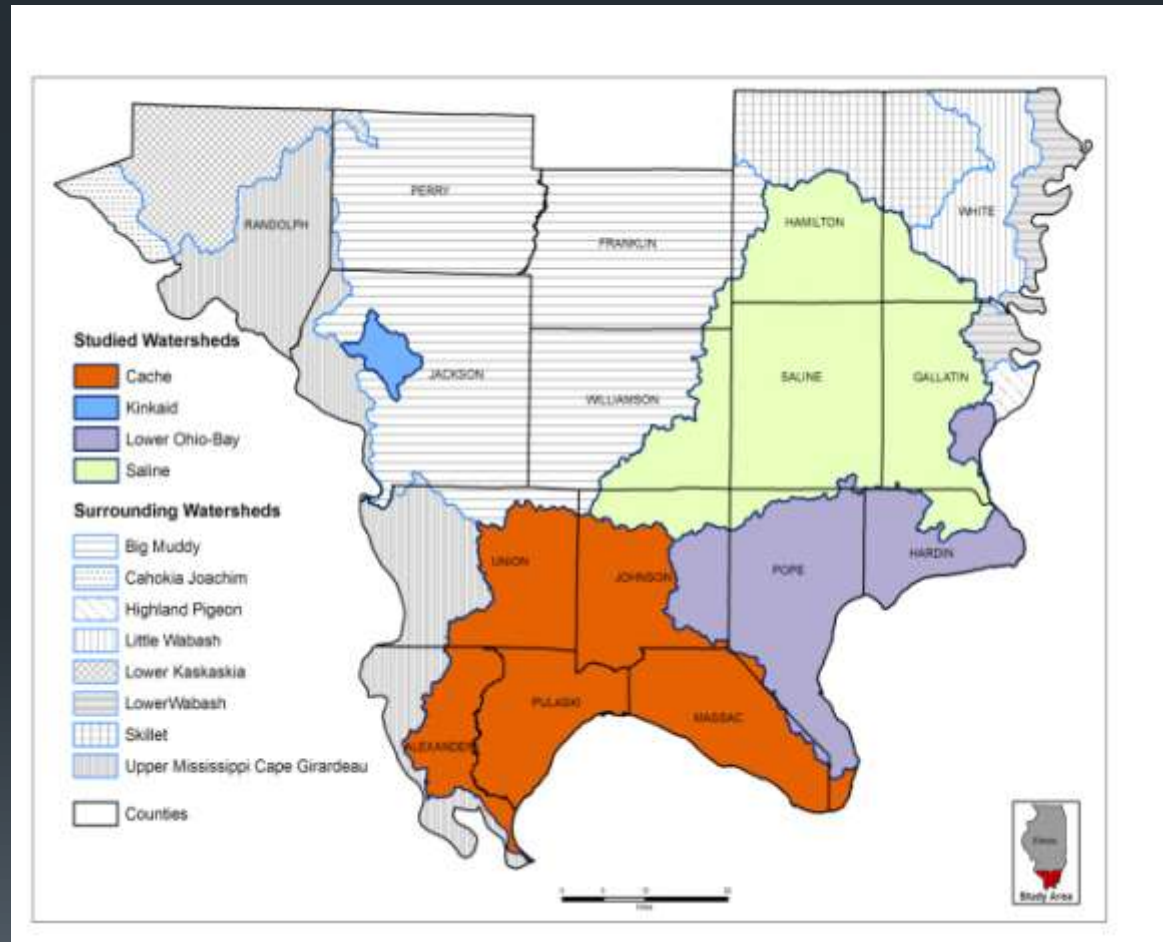 PERRY
RANDOLPH
HAMILTON
WHITE
FRANKLIN
Studied Watersheds
Cache
Kinkaid
Lower Ohio-Bay
Saline
JACKSON
SALINE
GALLATIN
WILLIAMSON
Surrounding Watersheds
Big Muddy
Cahokia Joachim
Highland Pigeon
Little Wabash
Lower Kaskaskia
LowerWabash
Skillet
Upper Mississippi Cape Girardeau
Counties
UNION
JOHNSON
POPE
HARDIN
PULASKI
MASSAC
ALEXANDER
Illinois
Study Area